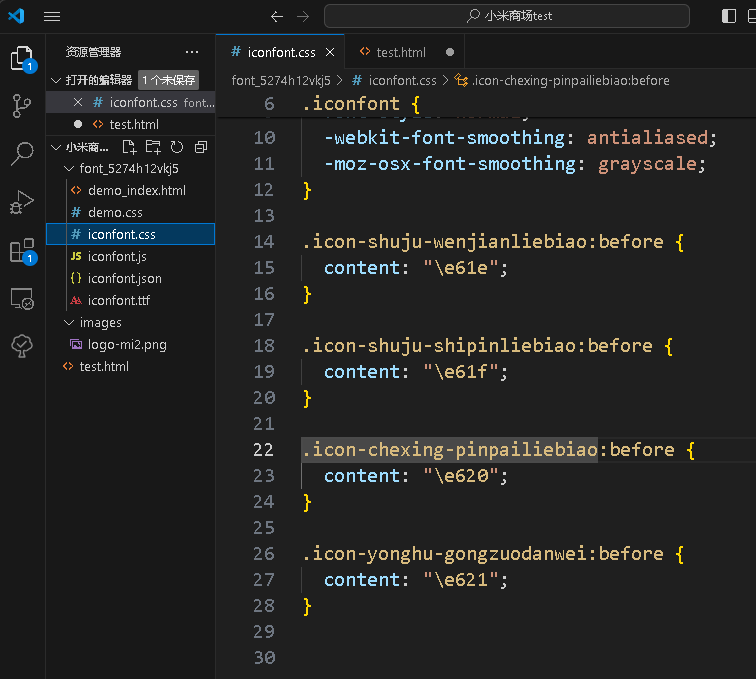 小米商场test
资源管理器 ···
打开的编辑器 1 个未保存
iconfont.css font...
test.html
小米商...
font_5274h12vkj5
demo_index.html
demo.css
iconfont.css
JS iconfont.js
{} iconfont.json
iconfont.ttf
images
logo-mi2.png
test.html
1
1
# iconfont.css ×
<> test.html ●
font_5274h12vkj5 > # iconfont.css > .icon-chexing-pinpailiebiao:before
6 .iconfont {
10 -webkit-font-smoothing: antialiased;
11 -moz-osx-font-smoothing: grayscale;
12 }
13
14 .icon-shuju-wenjianliebiao:before {
15 content: "\e61e";
16 }
17
18 .icon-shuju-shipinliebiao:before {
19 content: "\e61f";
20 }
21
22 .icon-chexing-pinpailiebiao:before {
23 content: "\e620";
24 }
25
26 .icon-yonghu-gongzuodanwei:before {
27 content: "\e621";
28 }
29
30